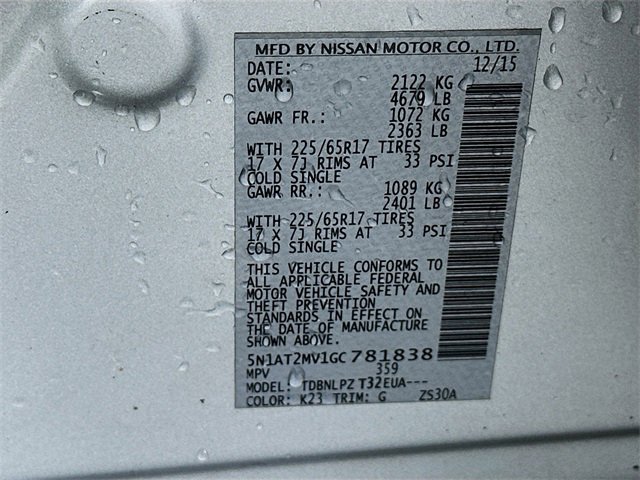 MFD BY NISSAN MOTOR CO., LTD.
DATE: 12/15
GVWR: 2122 KG
4679 LB
GAWR FR.: 1072 KG
2363 LB
WITH 225/65R17 TIRES
17 X 7J RIMS AT 33 PSI
COLD SINGLE
GAWR RR.: 1089 KG
2401 LB
WITH 225/65R17 TIRES
17 X 7J RIMS AT 33 PSI
COLD SINGLE
THIS VEHICLE CONFORMS TO
ALL APPLICABLE FEDERAL
MOTOR VEHICLE SAFETY AND
THEFT PREVENTION
STANDARDS IN EFFECT ON
THE DATE OF MANUFACTURE
SHOWN ABOVE.
5N1AT2MV1GC781838
MPV 359
MODEL: TDBNLPZ T32EUA---
COLOR: K23 TRIM: G ZS30A